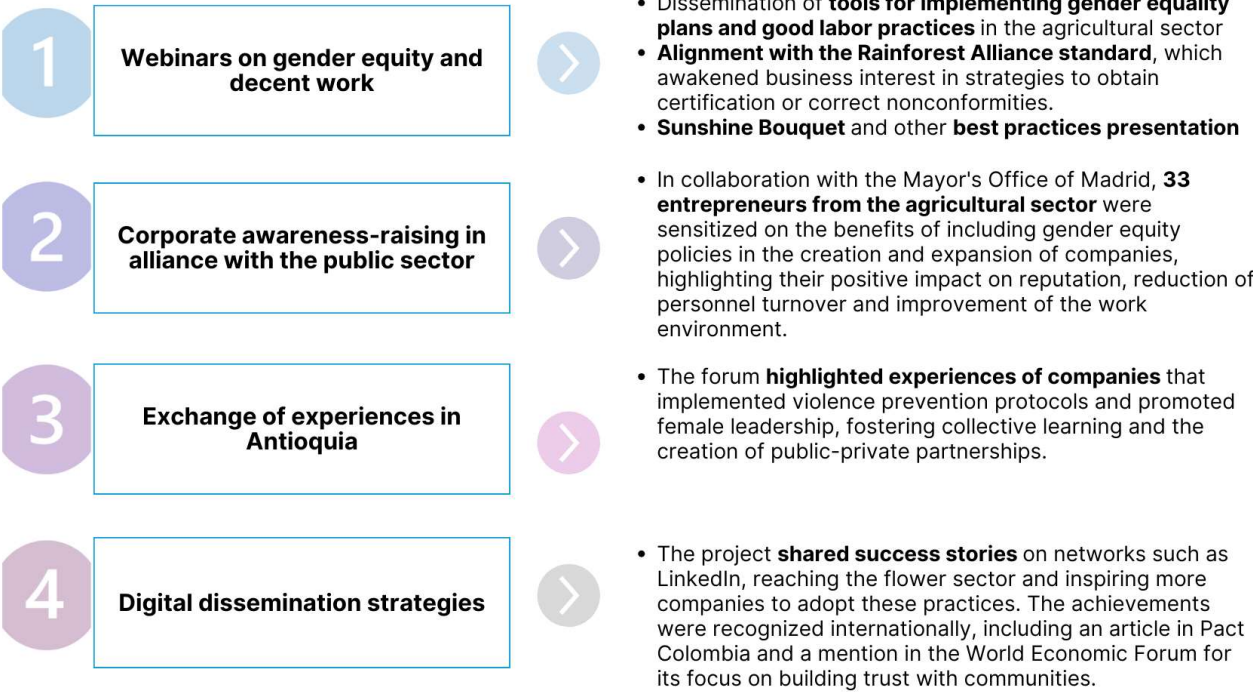 1
Webinars on gender equity and
decent work
• Dissemination of tools for implementing gender equality
plans and good labor practices in the agricultural sector
• Alignment with the Rainforest Alliance standard, which
awakened business interest in strategies to obtain
certification or correct nonconformities.
• Sunshine Bouquet and other best practices presentation
2
Corporate awareness-raising in
alliance with the public sector
• In collaboration with the Mayor's Office of Madrid, 33
entrepreneurs from the agricultural sector were
sensitized on the benefits of including gender equity
policies in the creation and expansion of companies,
highlighting their positive impact on reputation, reduction of
personnel turnover and improvement of the work
environment.
3
Exchange of experiences in
Antioquia
• The forum highlighted experiences of companies that
implemented violence prevention protocols and promoted
female leadership, fostering collective learning and the
creation of public-private partnerships.
4
Digital dissemination strategies
• The project shared success stories on networks such as
LinkedIn, reaching the flower sector and inspiring more
companies to adopt these practices. The achievements
were recognized internationally, including an article in Pact
Colombia and a mention in the World Economic Forum for
its focus on building trust with communities.